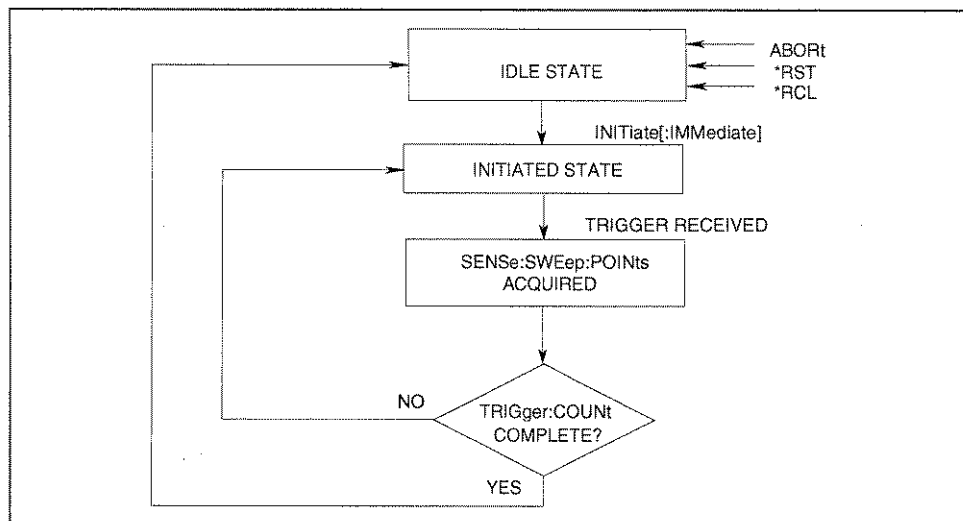 IDLE STATE
ABORt
*RST
*RCL
INITiate[:IMMediate]
INITIATED STATE
TRIGGER RECEIVED
SENSe:SWEep:POINts
ACQUIRED
NO
TRIGger:COUNt
COMPLETE?
YES